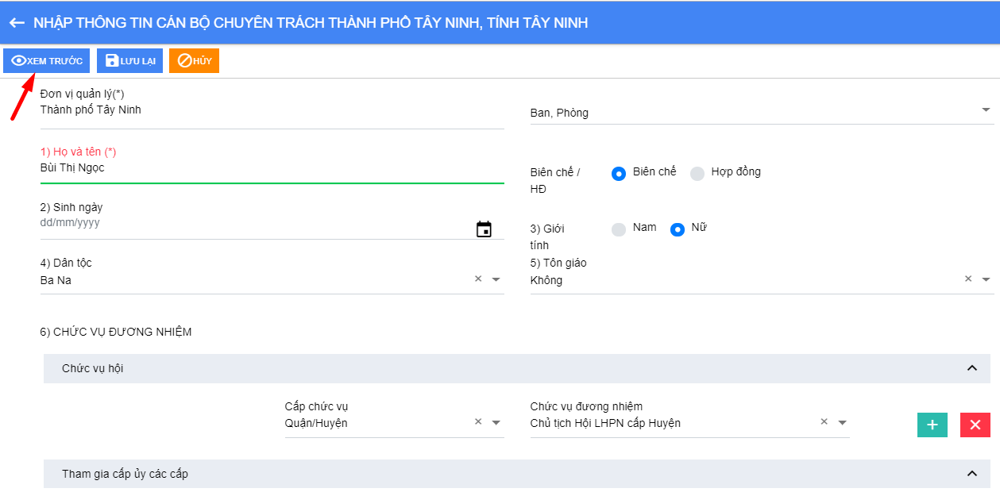 NHẬP THÔNG TIN CÁN BỘ CHUYÊN TRÁCH THÀNH PHỐ TÂY NINH, TỈNH TÂY NINH
XEM TRƯỚC LƯU LẠI HỦY
Đơn vị quản lý(*)
Thành phố Tây Ninh
Ban, Phòng
1) Họ và tên (*)
Bùi Thị Ngọc
Biên chế /
HĐ
Biên chế Hợp đồng
2) Sinh ngày
dd/mm/yyyy
3) Giới
tính
Nam Nữ
4) Dân tộc
Ba Na
5) Tôn giáo
Không
6) CHỨC VỤ ĐƯƠNG NHIỆM
Chức vụ hội
Cấp chức vụ
Quận/Huyện
Chức vụ đương nhiệm
Chủ tịch Hội LHPN cấp Huyện
Tham gia cấp ủy các cấp